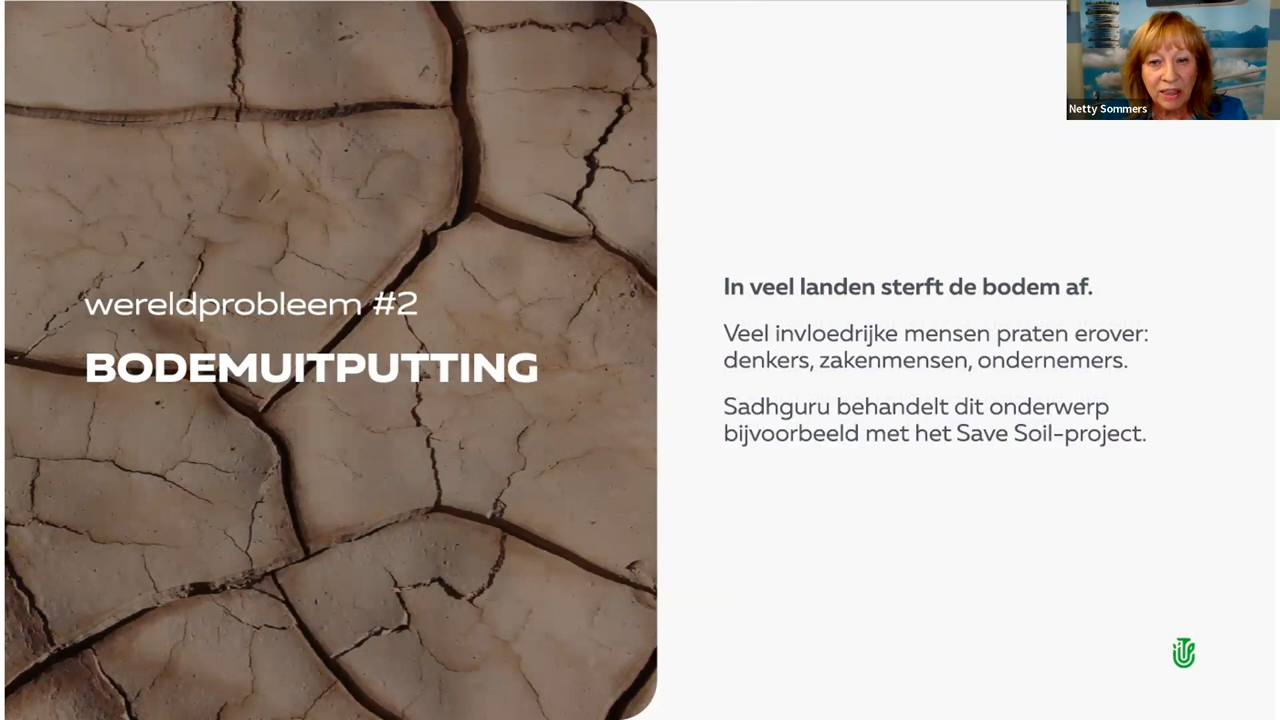 Netty Sommers
wereldprobleem #2
BODEMUITPUTTING
In veel landen sterft de bodem af.
Veel invloedrijke mensen praten erover:
denkers, zakenmensen, ondernemers.
Sadhguru behandelt dit onderwerp
bijvoorbeeld met het Save Soil-project.